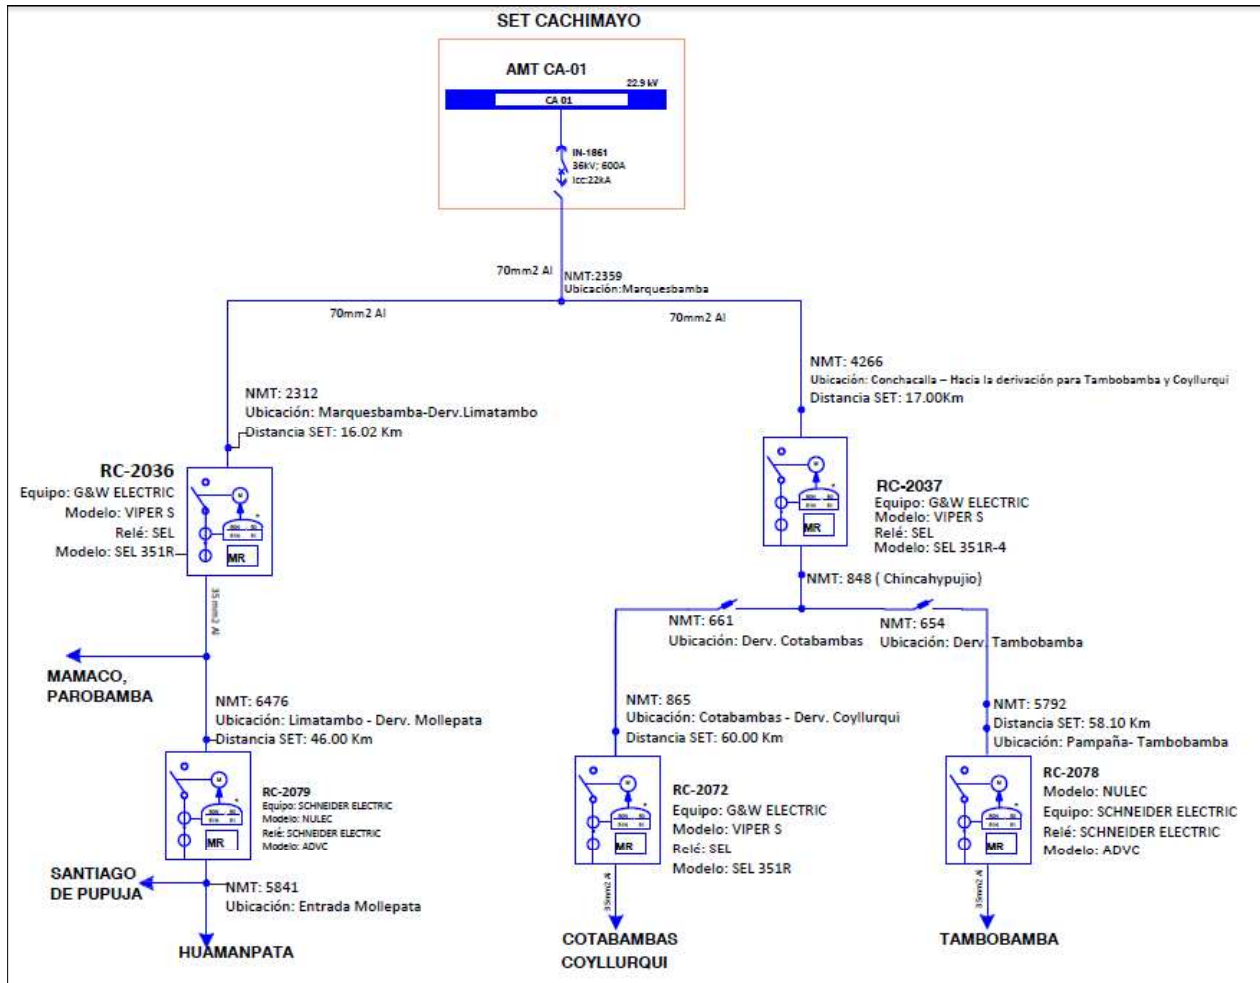 SET CACHIMAYO
AMT CA-01
22.9 kV
CA 01
IN-1861
36kV; 600A
Icc:22kA
70mm2 Al
NMT:2359
Ubicación:Marquesbamba
70mm2 Al
70mm2 Al
NMT: 2312
Ubicación: Marquesbamba-Derv.Limatambo
Distancia SET: 16.02 Km
NMT: 4266
Ubicación: Conchacalla – Hacia la derivación para Tambobamba y Coyllurqui
Distancia SET: 17.00Km
RC-2036
Equipo: G&W ELECTRIC
Modelo: VIPER S
Relé: SEL
Modelo: SEL 351R
M
MR
35 mm2 Al
RC-2037
Equipo: G&W ELECTRIC
Modelo: VIPER S
Relé: SEL
Modelo: SEL 351R-4
M
MR
NMT: 848 ( Chincahypujio)
NMT: 661
Ubicación: Derv. Cotabambas
NMT: 654
Ubicación: Derv. Tambobamba
MAMACO,
PAROBAMBA
NMT: 6476
Ubicación: Limatambo - Derv. Mollepata
Distancia SET: 46.00 Km
NMT: 865
Ubicación: Cotabambas - Derv. Coyllurqui
Distancia SET: 60.00 Km
NMT: 5792
Distancia SET: 58.10 Km
Ubicación: Pampaña- Tambobamba
RC-2079
Equipo: SCHNEIDER ELECTRIC
Modelo: NULEC
Relé: SCHNEIDER ELECTRIC
Modelo: ADVC
M
MR
RC-2072
Equipo: G&W ELECTRIC
Modelo: VIPER S
Relé: SEL
Modelo: SEL 351R
M
MR
35mm2 Al
RC-2078
Modelo: NULEC
Equipo: SCHNEIDER ELECTRIC
Relé: SCHNEIDER ELECTRIC
Modelo: ADVC
M
MR
35mm2 Al
SANTIAGO
DE PUPUJA
NMT: 5841
Ubicación: Entrada Mollepata
HUAMANPATA
COTABAMBAS
COYLLURQUI
TAMBOBAMBA